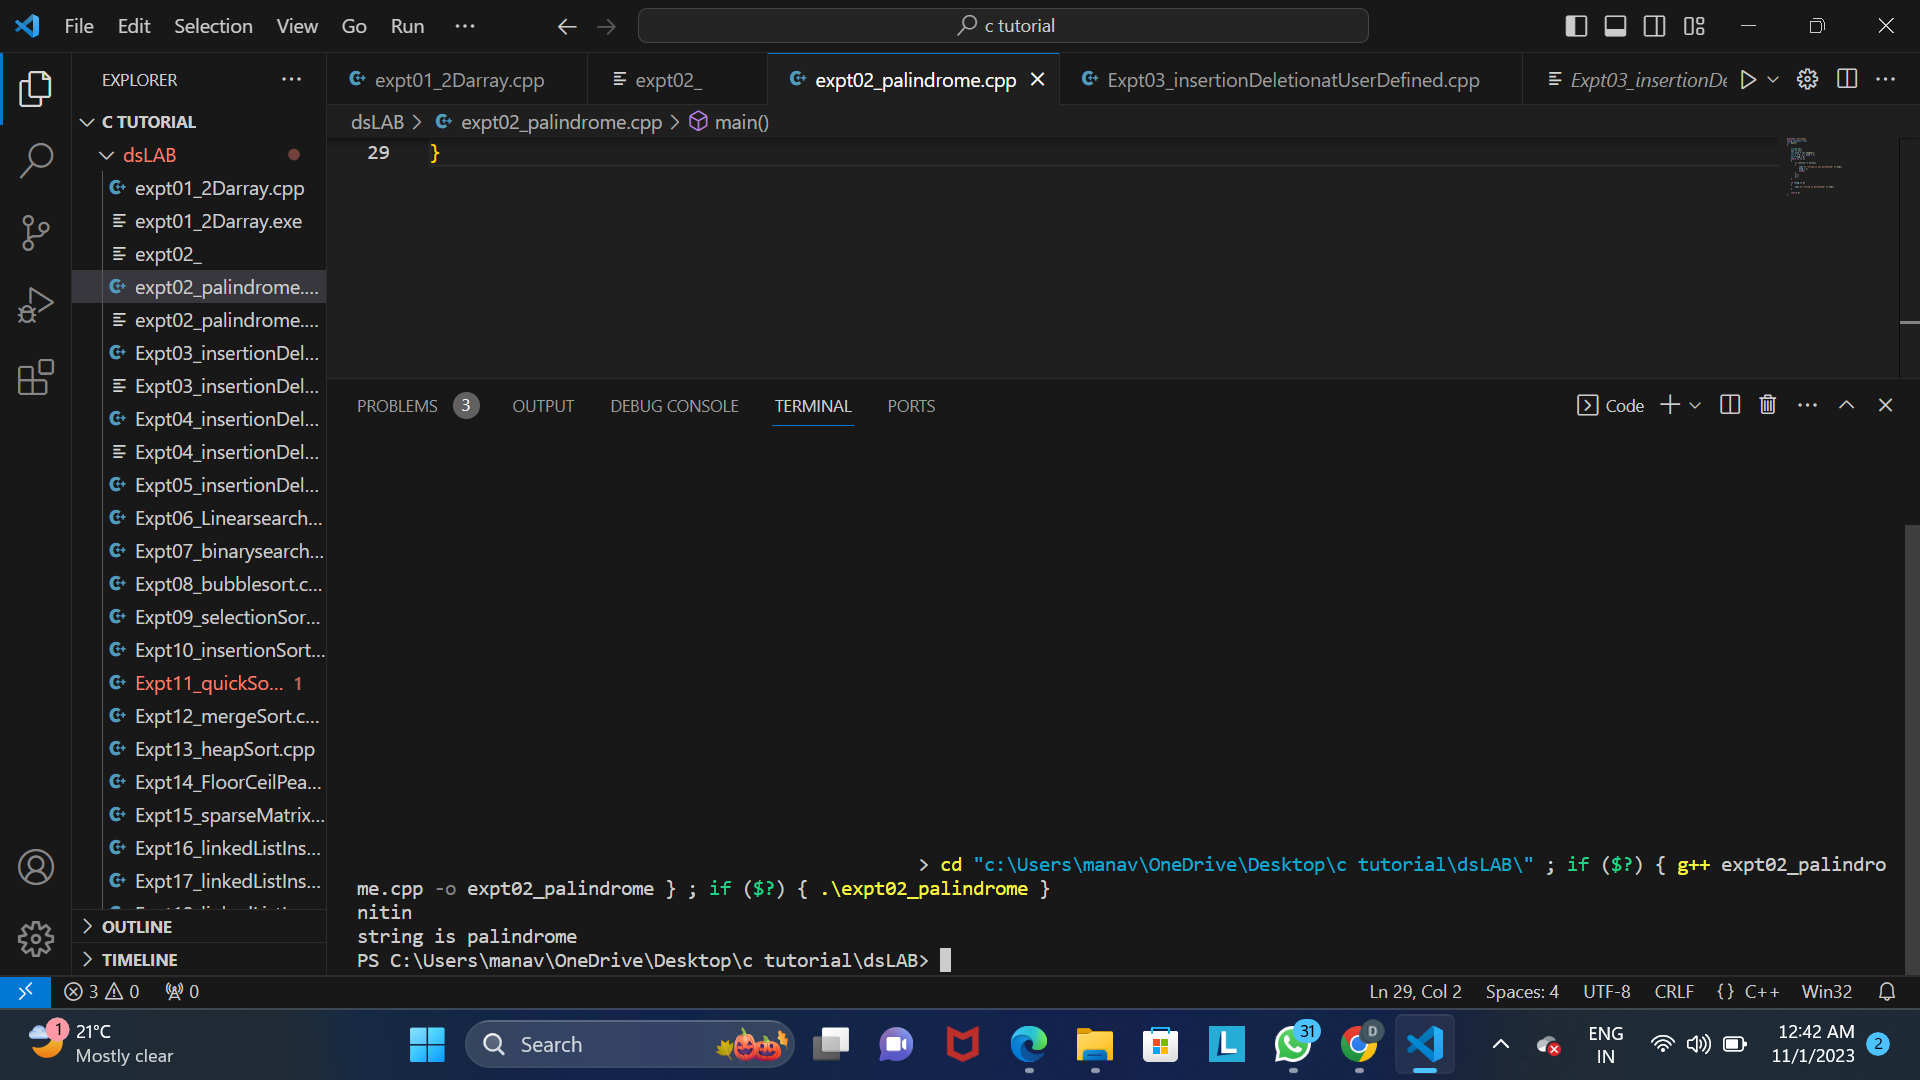 File Edit Selection View Go Run ···
c tutorial
EXPLORER
C TUTORIAL
dsLAB
expt01_2Darray.cpp
expt01_2Darray.exe
expt02_
expt02_palindrome....
expt02_palindrome....
Expt03_insertionDel...
Expt03_insertionDel...
Expt04_insertionDel...
Expt04_insertionDel...
Expt05_insertionDel...
Expt06_Linearsearch...
Expt07_binarysearch...
Expt08_bubblesort.c...
Expt09_selectionSor...
Expt10_insertionSort...
Expt11_quickSo... 1
Expt12_mergeSort.c...
Expt13_heapSort.cpp
Expt14_FloorCeilPea...
Expt15_sparseMatrix...
Expt16_linkedListIns...
Expt17_linkedListIns...
OUTLINE
TIMELINE
expt01_2Darray.cpp expt02_ expt02_palindrome.cpp Expt03_insertionDeletionatUserDefined.cpp Expt03_insertionDe
dsLAB > expt02_palindrome.cpp > main()
29 }
PROBLEMS 3 OUTPUT DEBUG CONSOLE TERMINAL PORTS
Code
> cd "c:\Users\manav\OneDrive\Desktop\c tutorial\dsLAB\" ; if ($?) { g++ expt02_palindro
me.cpp -o expt02_palindrome } ; if ($?) { .\expt02_palindrome }
nitin
string is palindrome
PS C:\Users\manav\OneDrive\Desktop\c tutorial\dsLAB>
3 0 0
Ln 29, Col 2 Spaces: 4 UTF-8 CRLF {} C++ Win32
1
21°C
Mostly clear
Search
L
31
D
ENG
IN
12:42 AM
11/1/2023
2